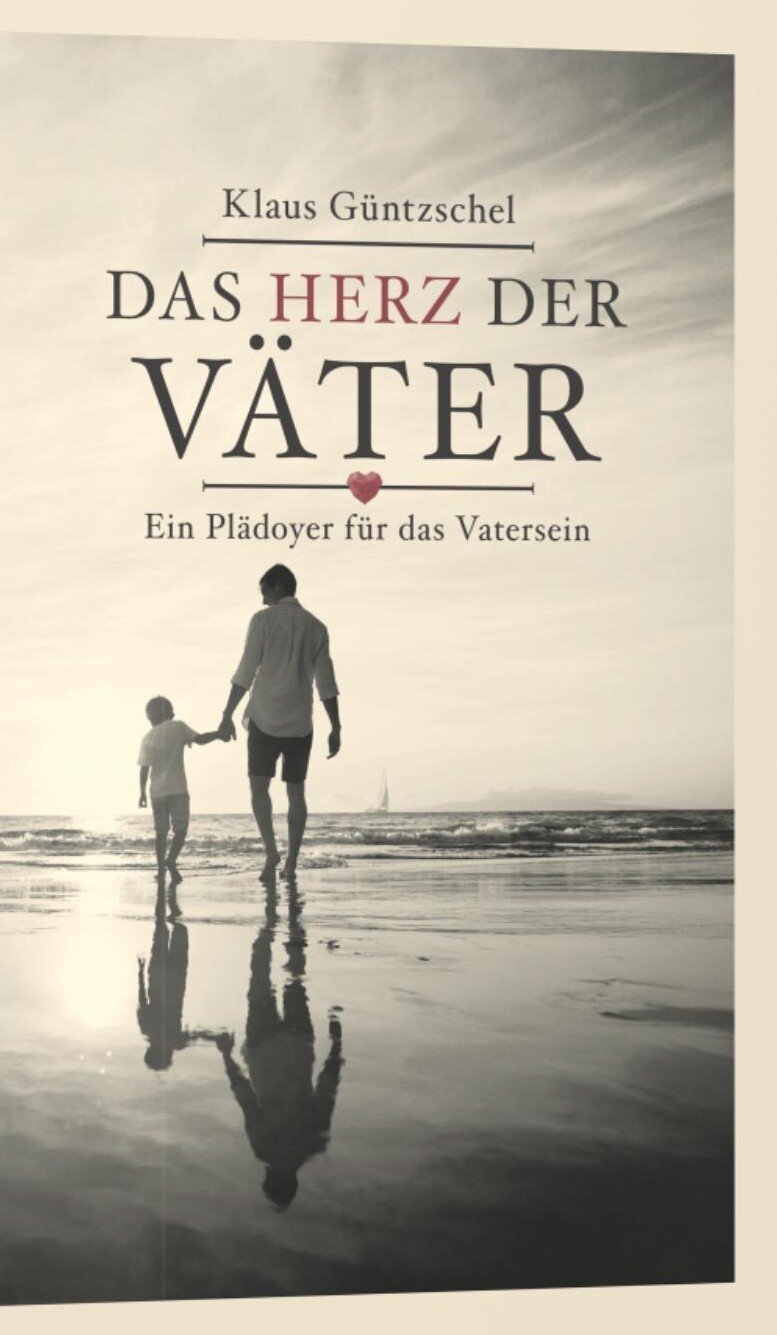 Klaus Güntzschel
DAS HERZ DER
VÄTER
Ein Plädoyer für das Vatersein